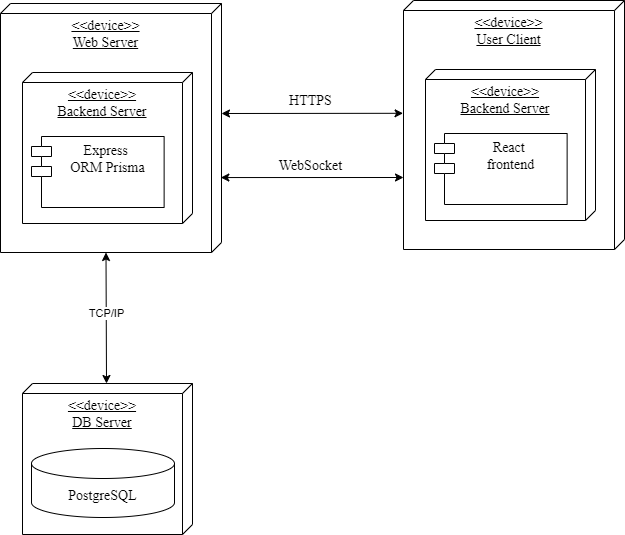 <<device>>
Web Server
<<device>>
Backend Server
Express
ORM Prisma
HTTPS
WebSocket
<<device>>
User Client
<<device>>
Backend Server
React
frontend
TCP/IP
<<device>>
DB Server
PostgreSQL